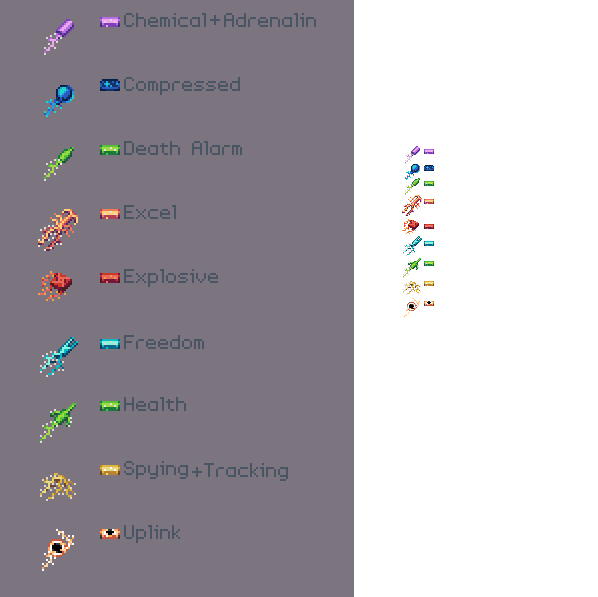 Chemical+Adrenalin
Compressed
Death Alarm
Excel
Explosive
Freedom
Health
Spying+Tracking
Uplink